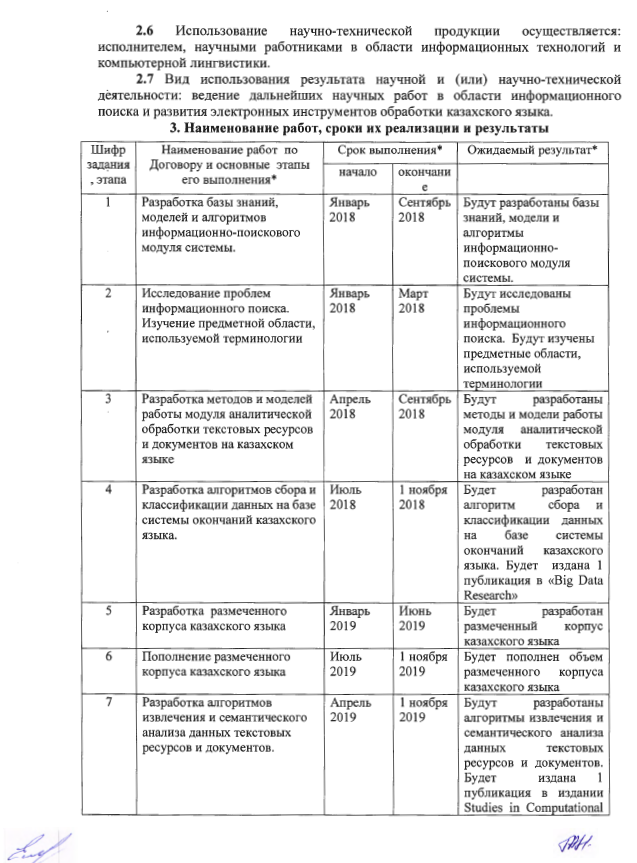 2.6 Использование научно-технической продукции осуществляется:
исполнителем, научными работниками в области информационных технологий и
компьютерной лингвистики.
2.7 Вид использования результата научной и (или) научно-технической
деятельности: ведение дальнейших научных работ в области информационного
поиска и развития электронных инструментов обработки казахского языка.
3. Наименование работ, сроки их реализации и результаты
Шифр
задания
, этапа
Наименование работ по
Договору и основные этапы
его выполнения*
Срок выполнения*
начало
окончани
е
Ожидаемый результат*
1
Разработка базы знаний,
моделей и алгоритмов
информационно-поискового
модуля системы.
Январь
2018
Сентябрь
2018
Будут разработаны базы
знаний, модели и
алгоритмы
информационно-
поискового модуля
системы.
2
Исследование проблем
информационного поиска.
Изучение предметной области,
используемой терминологии
Январь
2018
Март
2018
Будут исследованы
проблемы
информационного
поиска. Будут изучены
предметные области,
используемой
терминологии
3
Разработка методов и моделей
работы модуля аналитической
обработки текстовых ресурсов
и документов на казахском
языке
Апрель
2018
Сентябрь
2018
Будут разработаны
методы и модели работы
модуля аналитической
обработки текстовых
ресурсов и документов
на казахском языке
4
Разработка алгоритмов сбора и
классификации данных на базе
системы окончаний казахского
языка.
Июль
2018
1 ноября
2018
Будет разработан
алгоритм сбора и
классификации данных
на базе системы
окончаний казахского
языка. Будет издана 1
публикация в «Big Data
Research»
5
Разработка размеченного
корпуса казахского языка
Январь
2019
Июнь
2019
Будет разработан
размеченный корпус
казахского языка
6
Пополнение размеченного
корпуса казахского языка
Июль
2019
1 ноября
2019
Будет пополнен объем
размеченного корпуса
казахского языка
7
Разработка алгоритмов
извлечения и семантического
анализа данных текстовых
ресурсов и документов.
Апрель
2019
1 ноября
2019
Будут разработаны
алгоритмы извлечения и
семантического анализа
данных текстовых
ресурсов и документов.
Будет издана 1
публикация в издании
Studies in Computational